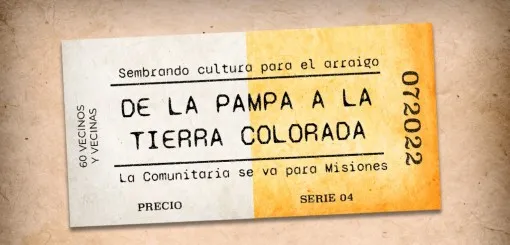 Sembrando cultura para el arraigo
60 VECINOS
Y VECINAS
DE LA PAMPA A LA
TIERRA COLORADA
072022
La Comunitaria se va para Misiones
PRECIO
SERIE 04